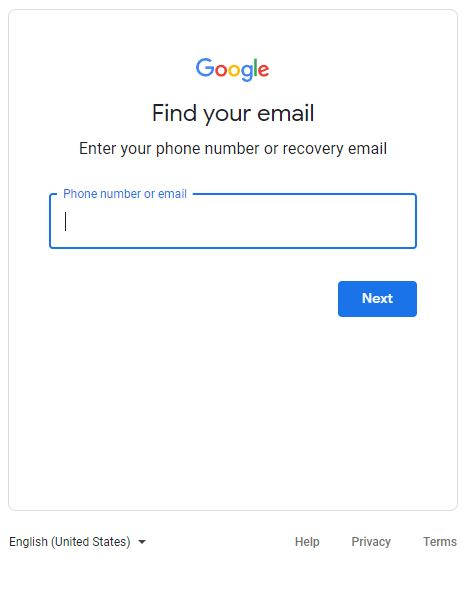 Google
Find your email
Enter your phone number or recovery email
Phone number or email
Next
English (United States)
Help Privacy Terms